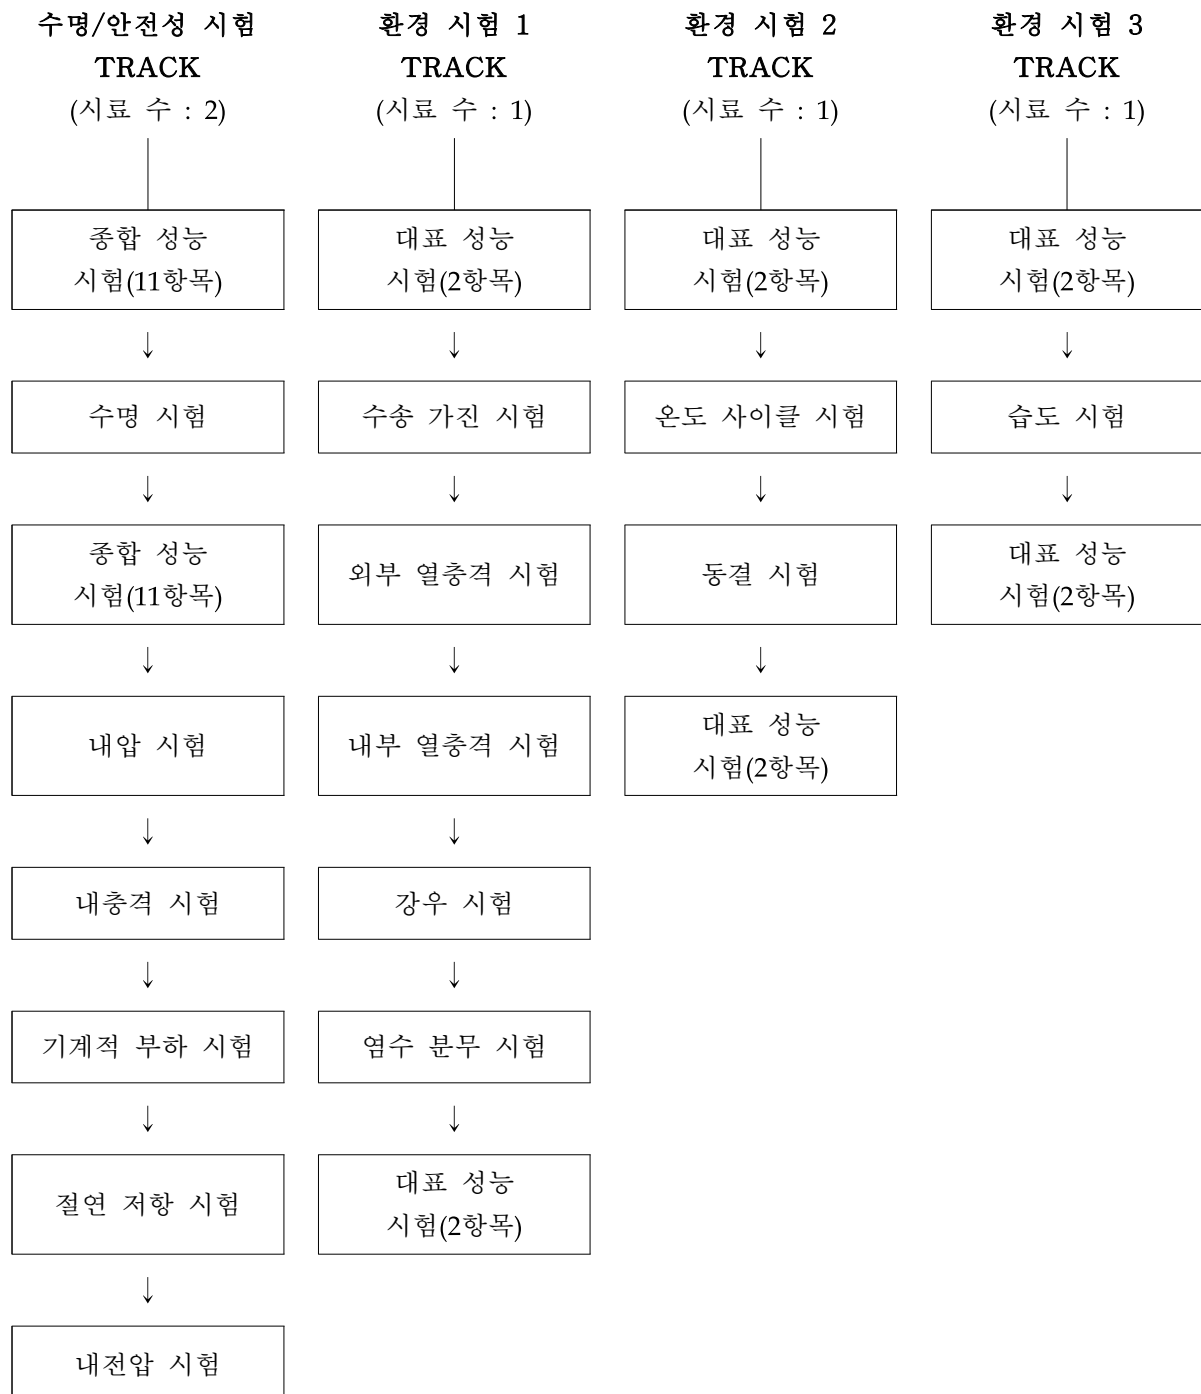 수명/안전성 시험
TRACK
(시료 수 : 2)
환경 시험 1
TRACK
(시료 수 : 1)
환경 시험 2
TRACK
(시료 수 : 1)
환경 시험 3
TRACK
(시료 수 : 1)
종합 성능
시험(11항목)
↓
수명 시험
↓
종합 성능
시험(11항목)
↓
내압 시험
↓
내충격 시험
↓
기계적 부하 시험
↓
절연 저항 시험
↓
내전압 시험
대표 성능
시험(2항목)
↓
수송 가진 시험
↓
외부 열충격 시험
↓
내부 열충격 시험
↓
강우 시험
↓
염수 분무 시험
↓
대표 성능
시험(2항목)
대표 성능
시험(2항목)
↓
온도 사이클 시험
↓
동결 시험
↓
대표 성능
시험(2항목)
대표 성능
시험(2항목)
↓
습도 시험
↓
대표 성능
시험(2항목)